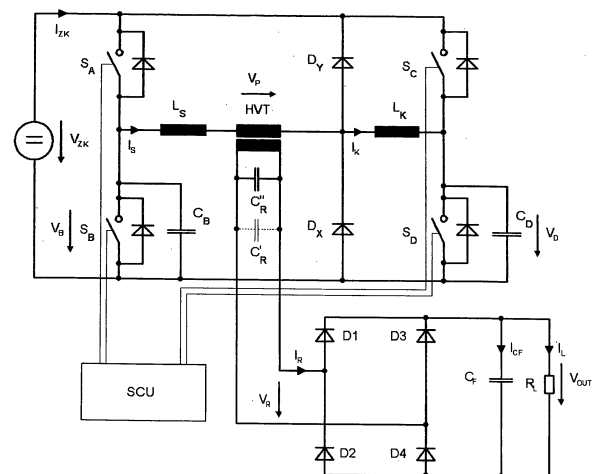 I_ZK
S_A
D_Y
S_C
V_P
HVT
L_S
L_K
=
V_ZK
I_S
I_K
V_B
S_B
C_B
C''_R
C'_R
D_X
S_D
C_D
V_D
SCU
I_R
D1
D3
I_CF
I_L
V_R
C_F
R_L
V_OUT
D2
D4